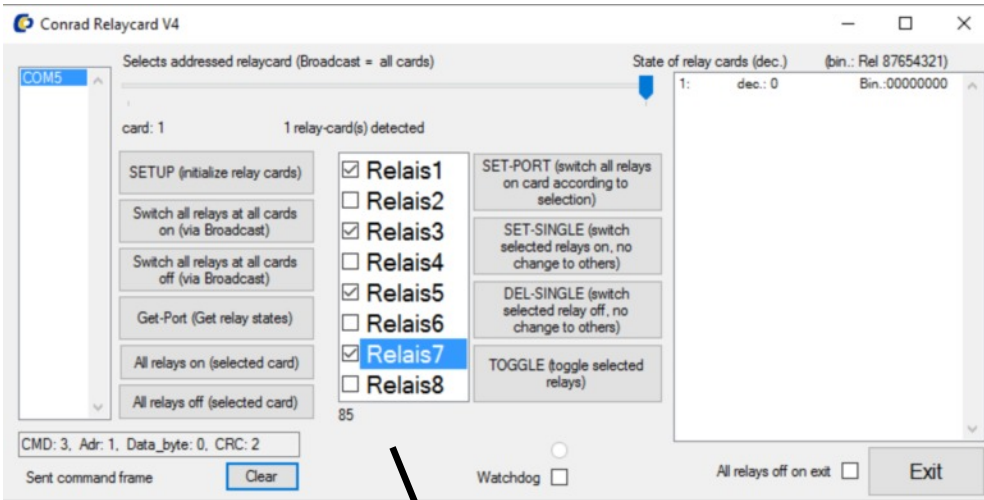 Conrad Relaycard V4
Selects addressed relaycard (Broadcast = all cards)
State of relay cards (dec.) (bin.: Rel 87654321)
COM5
1: dec.: 0 Bin.:00000000
card: 1 1 relay-card(s) detected
SETUP (initialize relay cards)
Switch all relays at all cards
on (via Broadcast)
Switch all relays at all cards
off (via Broadcast)
Get-Port (Get relay states)
All relays on (selected card)
All relays off (selected card)
Relais1
Relais2
Relais3
Relais4
Relais5
Relais6
Relais7
Relais8
85
SET-PORT (switch all relays
on card according to
selection)
SET-SINGLE (switch
selected relays on, no
change to others)
DEL-SINGLE (switch
selected relay off, no
change to others)
TOGGLE (toggle selected
relays)
CMD: 3, Adr: 1, Data_byte: 0, CRC: 2
Sent command frame
Clear
Watchdog
All relays off on exit
Exit